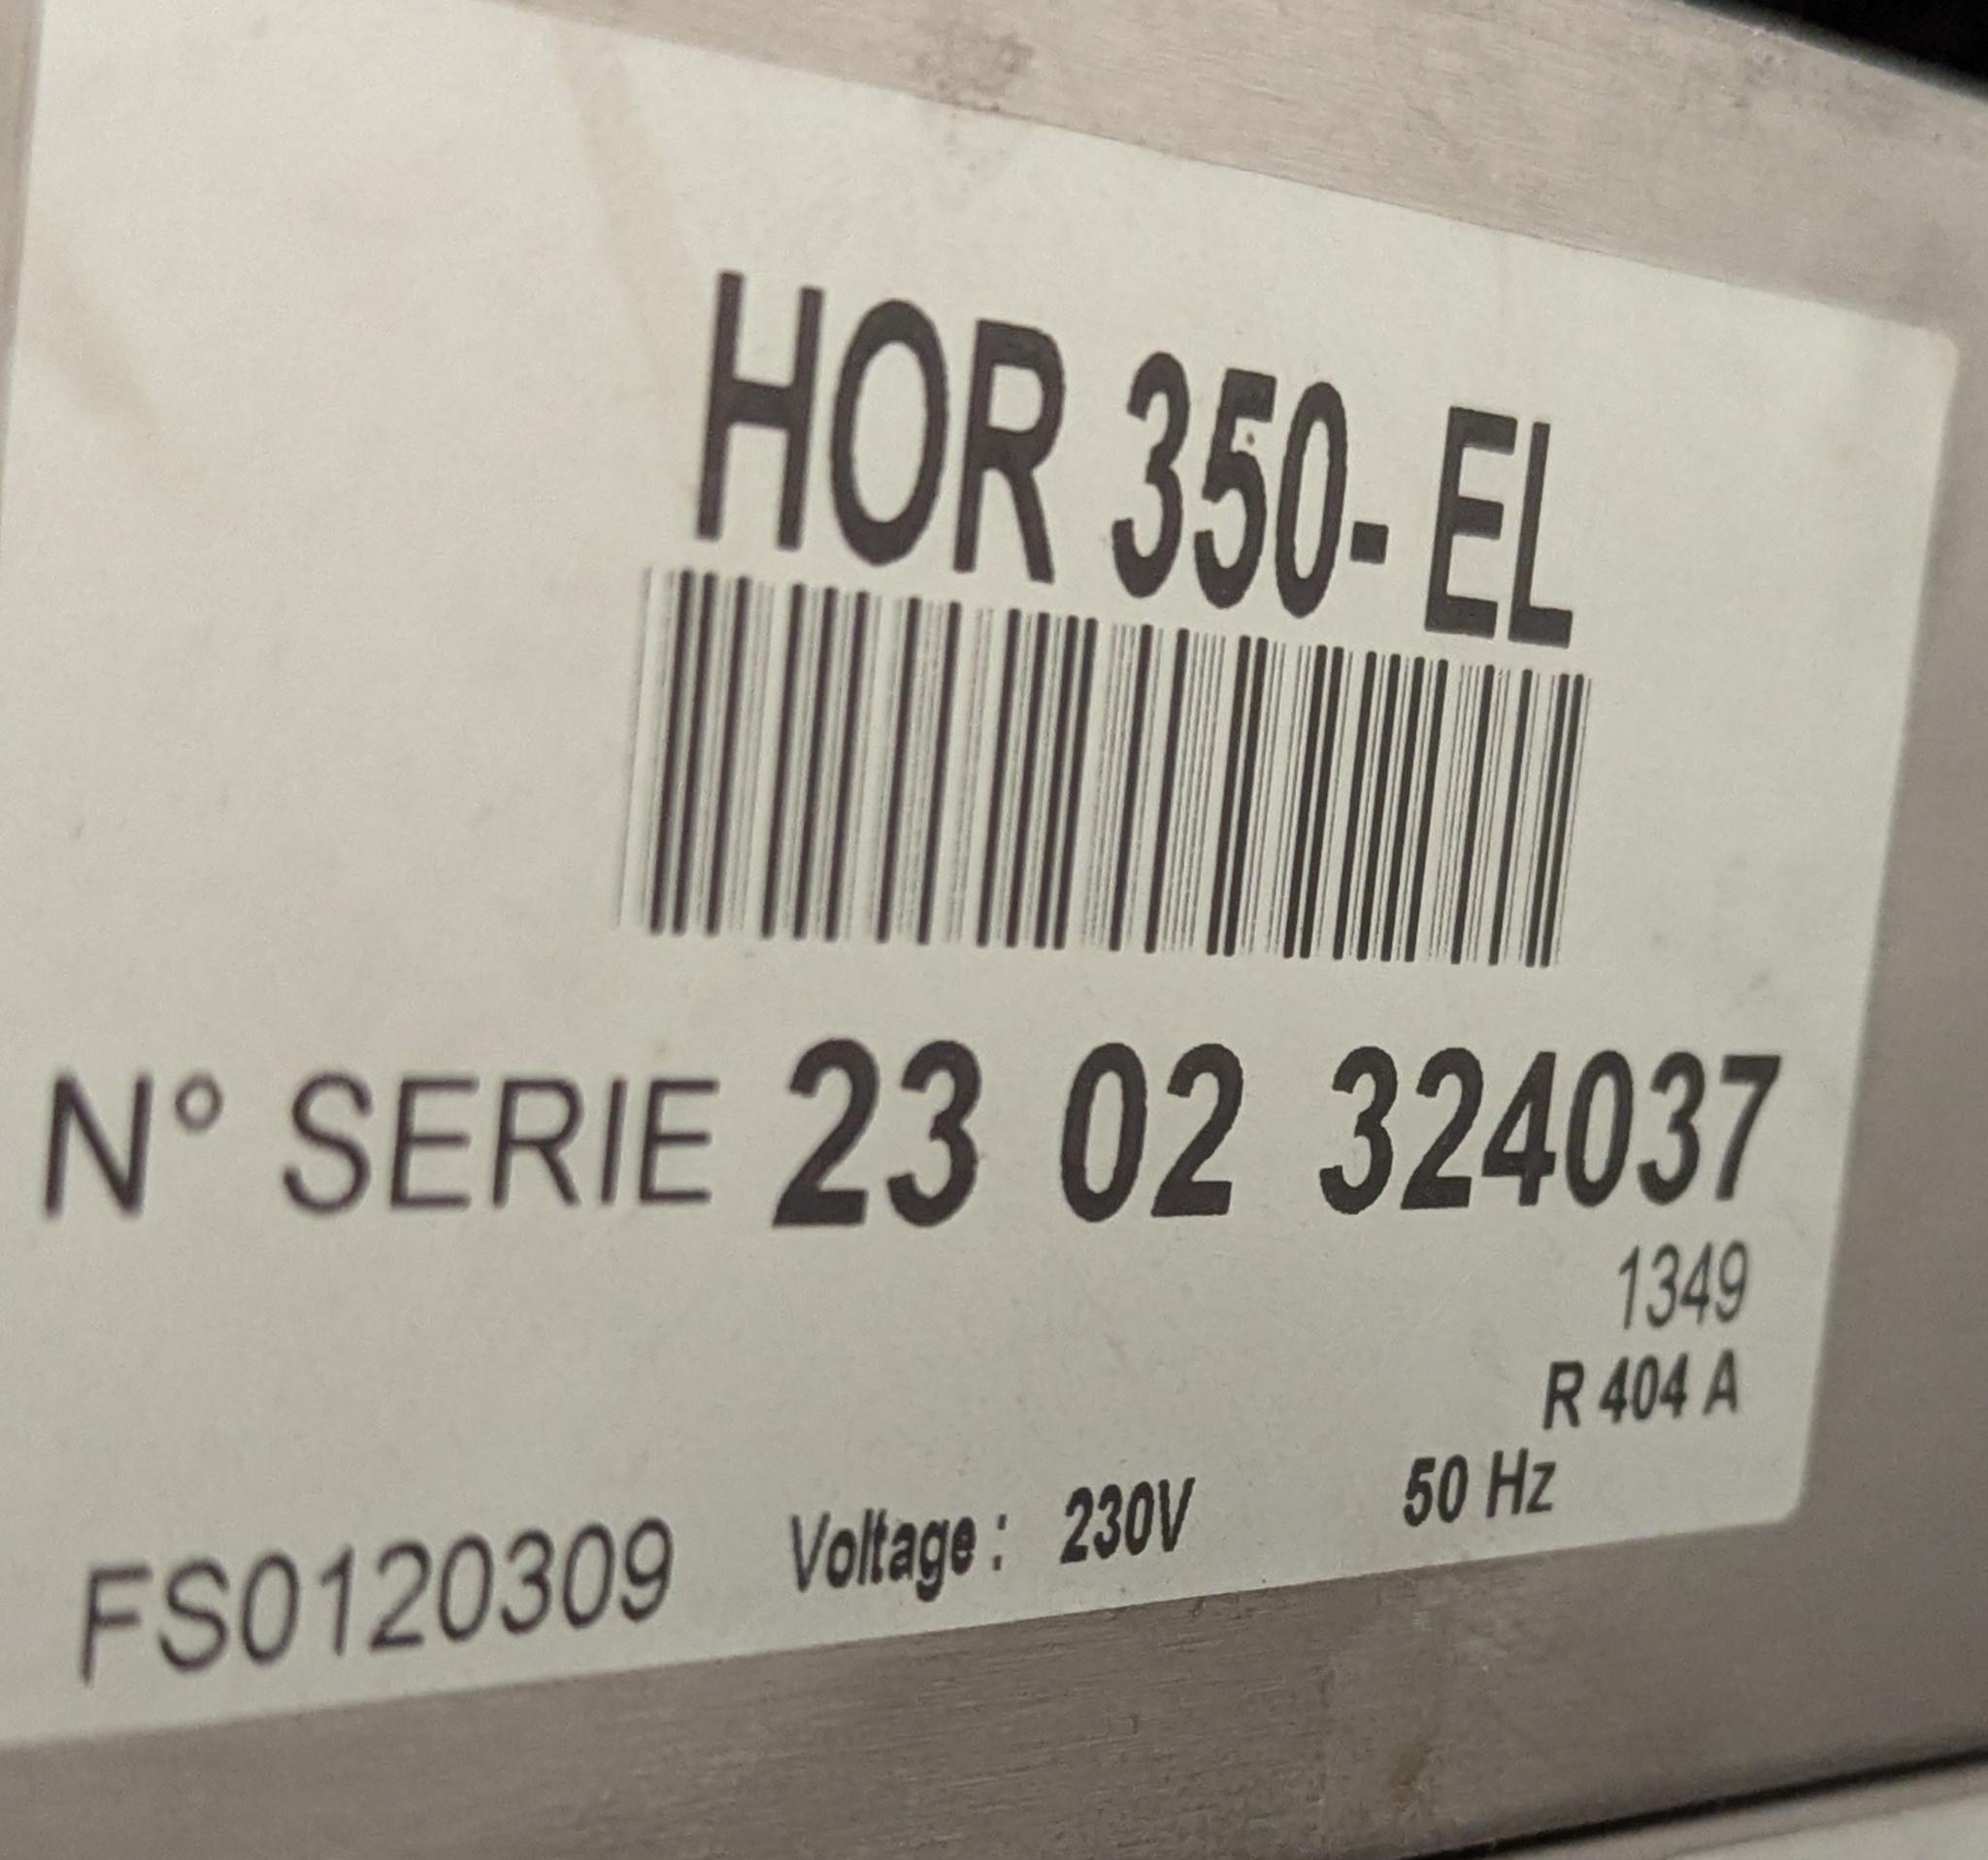 HOR 350- EL
N° SERIE 23 02 324037
1349
R 404 A
FS0120309 Voltage : 230V 50 Hz